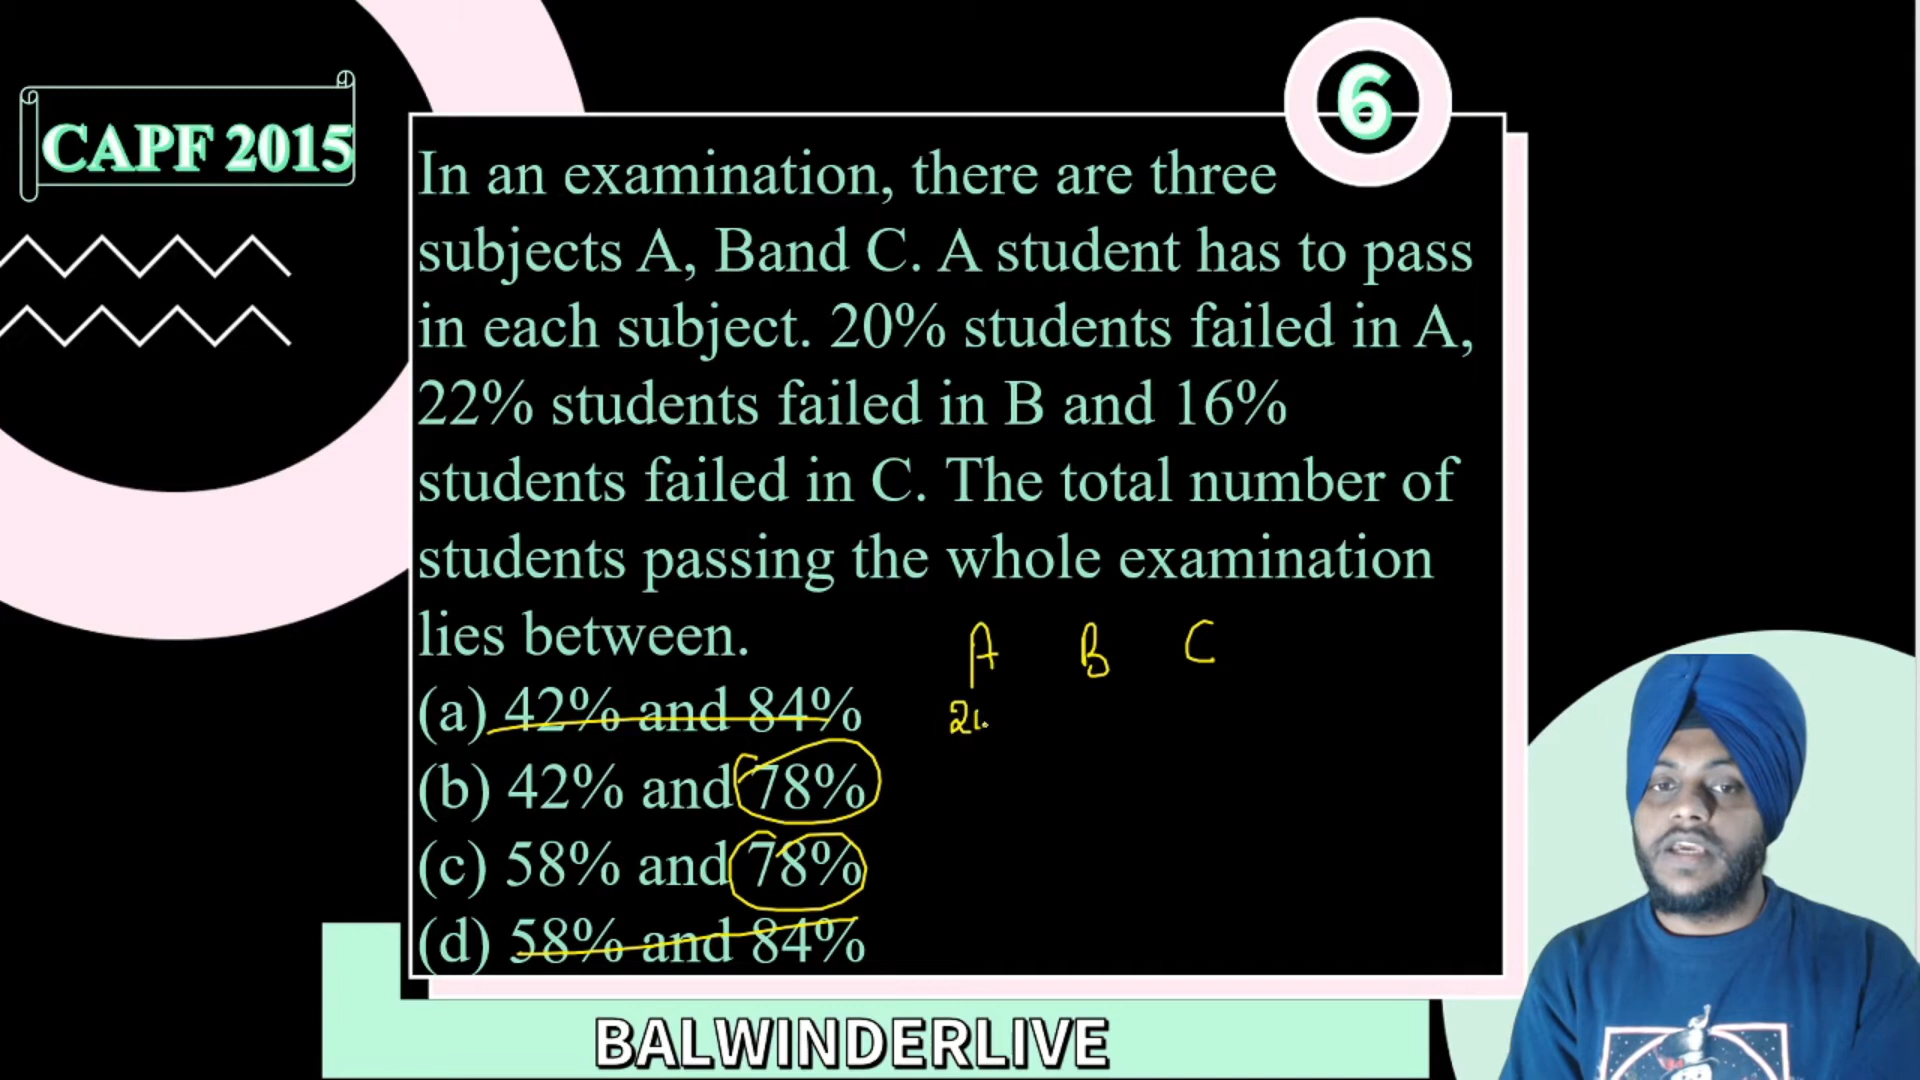 CAPF 2015
6
In an examination, there are three
subjects A, Band C. A student has to pass
in each subject. 20% students failed in A,
22% students failed in B and 16%
students failed in C. The total number of
students passing the whole examination
lies between.
A B C
(a) 42% and 84%
(b) 42% and 78%
(c) 58% and 78%
(d) 58% and 84%
BALWINDERLIVE